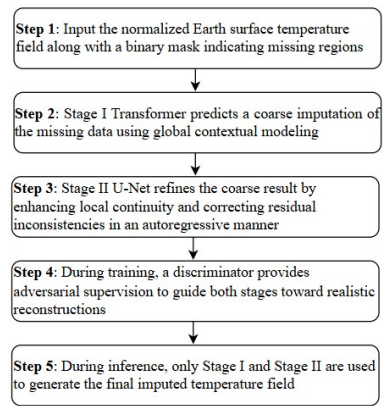 Step 1: Input the normalized Earth surface temperature
field along with a binary mask indicating missing regions
Step 2: Stage I Transformer predicts a coarse imputation of
the missing data using global contextual modeling
Step 3: Stage II U-Net refines the coarse result by
enhancing local continuity and correcting residual
inconsistencies in an autoregressive manner
Step 4: During training, a discriminator provides
adversarial supervision to guide both stages toward realistic
reconstructions
Step 5: During inference, only Stage I and Stage II are used
to generate the final imputed temperature field